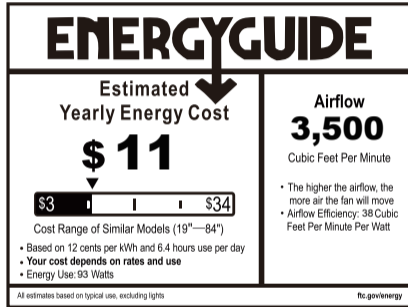 ENERGYGUIDE
Estimated
Yearly Energy Cost
$ 11
$3
$34
Cost Range of Similar Models (19"—84")
• Based on 12 cents per kWh and 6.4 hours use per day
• Your cost depends on rates and use
• Energy Use: 93 Watts
Airflow
3,500
Cubic Feet Per Minute
• The higher the airflow, the
more air the fan will move
• Airflow Efficiency: 38 Cubic
Feet Per Minute Per Watt
All estimates based on typical use, excluding lights
ftc.gov/energy